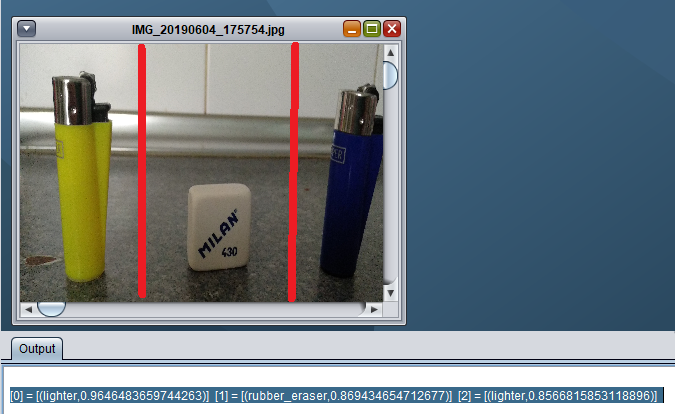 IMG_20190604_175754.jpg
MILAN
430
Output
[0] = [(lighter,0.9646483659744263)] [1] = [(rubber_eraser,0.869434654712677)] [2] = [(lighter,0.8566815853118896)]